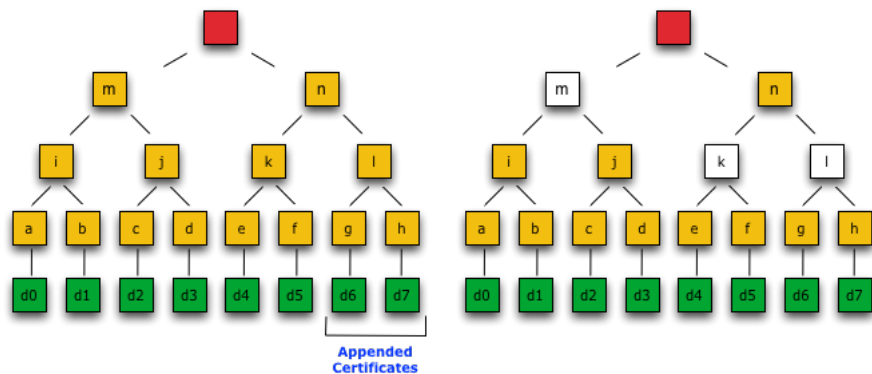 m n m n
i j k l i j k l
a b c d e f g h a b c d e f g h
d0 d1 d2 d3 d4 d5 d6 d7 d0 d1 d2 d3 d4 d5 d6 d7
Appended
Certificates